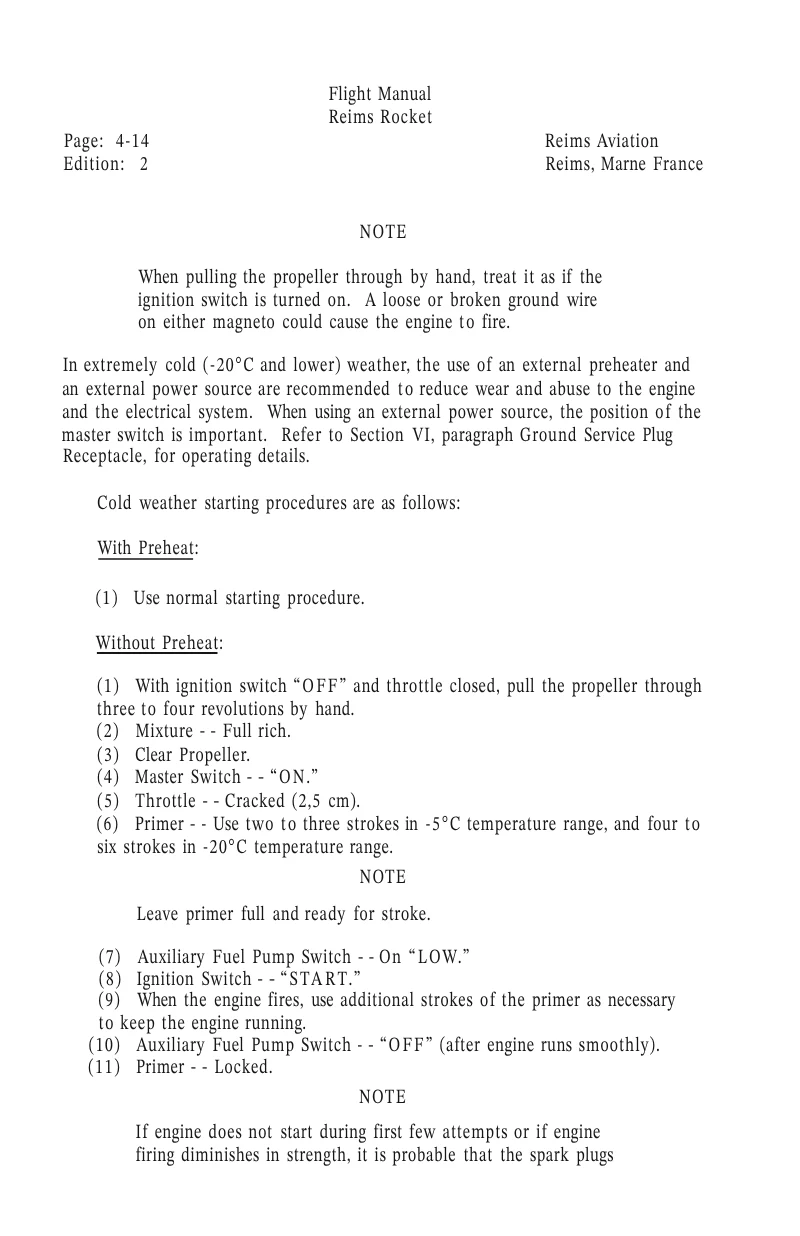 Flight Manual
Reims Rocket
Page: 4-14
Reims Aviation
Edition: 2
Reims, Marne France
NOTE
When pulling the propeller through by hand, treat it as if the
ignition switch is turned on. A loose or broken ground wire
on either magneto could cause the engine to fire.
In extremely cold (-20°C and lower) weather, the use of an external preheater and
an external power source are recommended to reduce wear and abuse to the engine
and the electrical system. When using an external power source, the position of the
master switch is important. Refer to Section VI, paragraph Ground Service Plug
Receptacle, for operating details.
Cold weather starting procedures are as follows:
With Preheat:
(1) Use normal starting procedure.
Without Preheat:
(1) With ignition switch “OFF” and throttle closed, pull the propeller through
three to four revolutions by hand.
(2) Mixture - - Full rich.
(3) Clear Propeller.
(4) Master Switch - - “ON.”
(5) Throttle - - Cracked (2,5 cm).
(6) Primer - - Use two to three strokes in -5°C temperature range, and four to
six strokes in -20°C temperature range.
NOTE
Leave primer full and ready for stroke.
(7) Auxiliary Fuel Pump Switch - - On “LOW.”
(8) Ignition Switch - - “START.”
(9) When the engine fires, use additional strokes of the primer as necessary
to keep the engine running.
(10) Auxiliary Fuel Pump Switch - - “OFF” (after engine runs smoothly).
(11) Primer - - Locked.
NOTE
If engine does not start during first few attempts or if engine
firing diminishes in strength, it is probable that the spark plugs